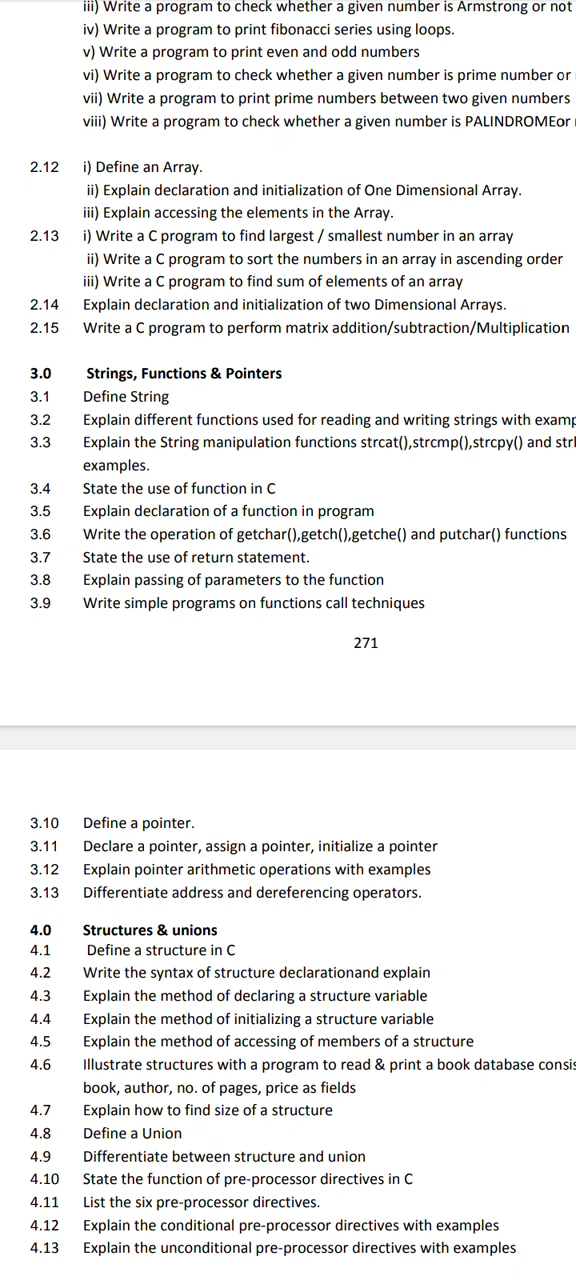 iii) Write a program to check whether a given number is Armstrong or not
iv) Write a program to print fibonacci series using loops.
v) Write a program to print even and odd numbers
vi) Write a program to check whether a given number is prime number or
vii) Write a program to print prime numbers between two given numbers
viii) Write a program to check whether a given number is PALINDROMEor
2.12 i) Define an Array.
ii) Explain declaration and initialization of One Dimensional Array.
iii) Explain accessing the elements in the Array.
2.13 i) Write a C program to find largest / smallest number in an array
ii) Write a C program to sort the numbers in an array in ascending order
iii) Write a C program to find sum of elements of an array
2.14 Explain declaration and initialization of two Dimensional Arrays.
2.15 Write a C program to perform matrix addition/subtraction/Multiplication
3.0 Strings, Functions & Pointers
3.1 Define String
3.2 Explain different functions used for reading and writing strings with
3.3 Explain the String manipulation functions strcat(),strcmp(),strcpy() and
examples.
3.4 State the use of function in C
3.5 Explain declaration of a function in program
3.6 Write the operation of getchar(),getch(),getche() and putchar() functions
3.7 State the use of return statement.
3.8 Explain passing of parameters to the function
3.9 Write simple programs on functions call techniques
271
3.10 Define a pointer.
3.11 Declare a pointer, assign a pointer, initialize a pointer
3.12 Explain pointer arithmetic operations with examples
3.13 Differentiate address and dereferencing operators.
4.0 Structures & unions
4.1 Define a structure in C
4.2 Write the syntax of structure declarationand explain
4.3 Explain the method of declaring a structure variable
4.4 Explain the method of initializing a structure variable
4.5 Explain the method of accessing of members of a structure
4.6 Illustrate structures with a program to read & print a book database
book, author, no. of pages, price as fields
4.7 Explain how to find size of a structure
4.8 Define a Union
4.9 Differentiate between structure and union
4.10 State the function of pre-processor directives in C
4.11 List the six pre-processor directives.
4.12 Explain the conditional pre-processor directives with examples
4.13 Explain the unconditional pre-processor directives with examples